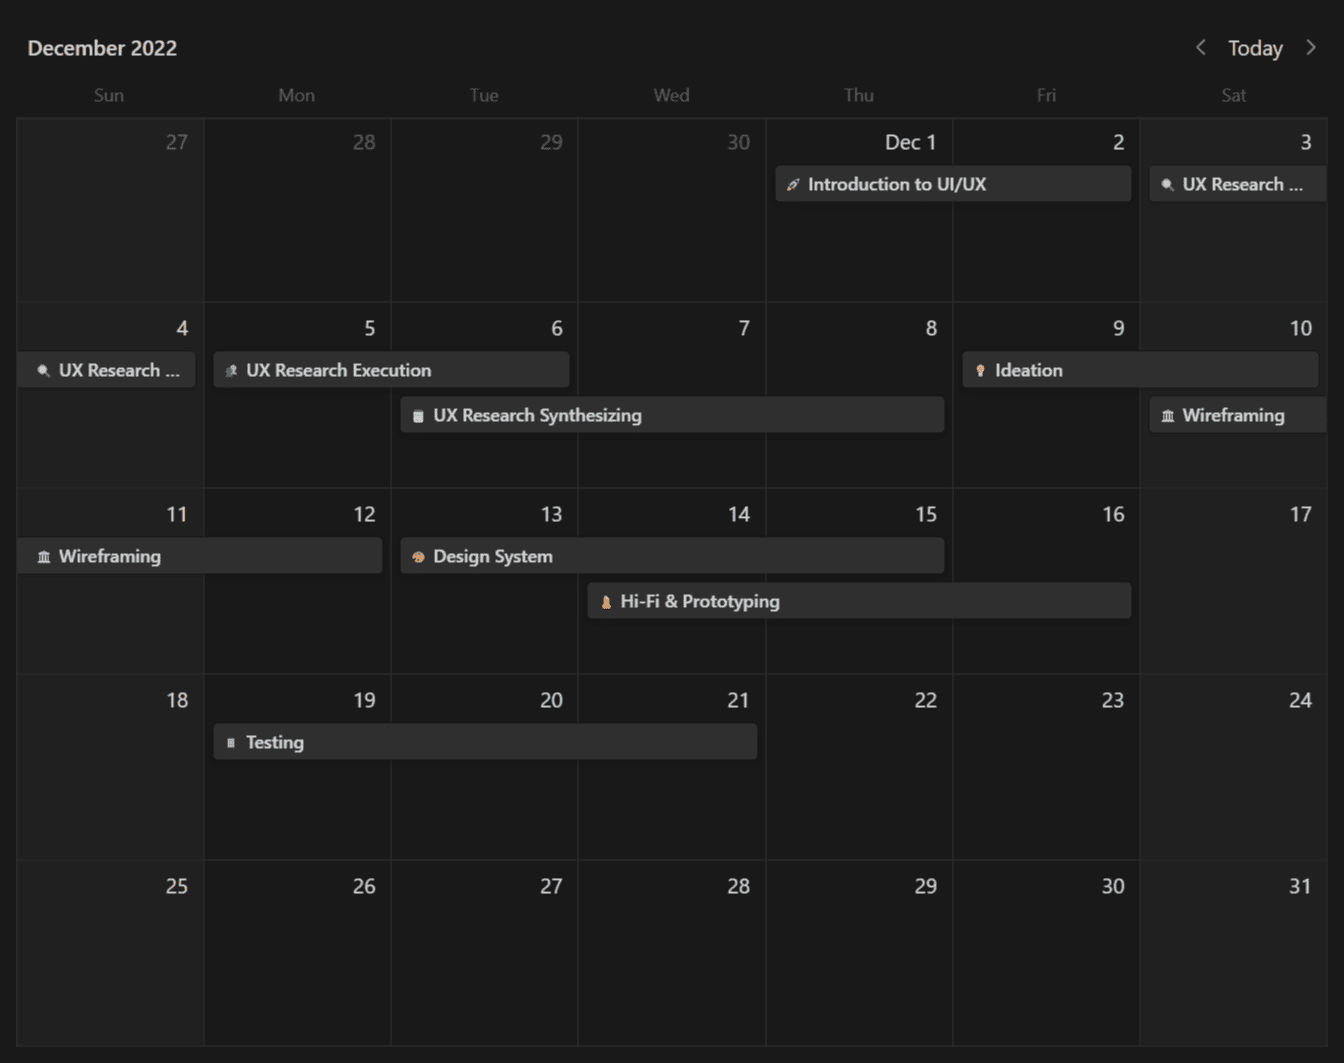 December 2022
Today
Sun Mon Tue Wed Thu Fri Sat
27 28 29 30 Dec 1 2 3
Introduction to UI/UX UX Research ...
4 5 6 7 8 9 10
UX Research ... UX Research Execution Ideation
UX Research Synthesizing Wireframing
11 12 13 14 15 16 17
Wireframing Design System
Hi-Fi & Prototyping
18 19 20 21 22 23 24
Testing
25 26 27 28 29 30 31